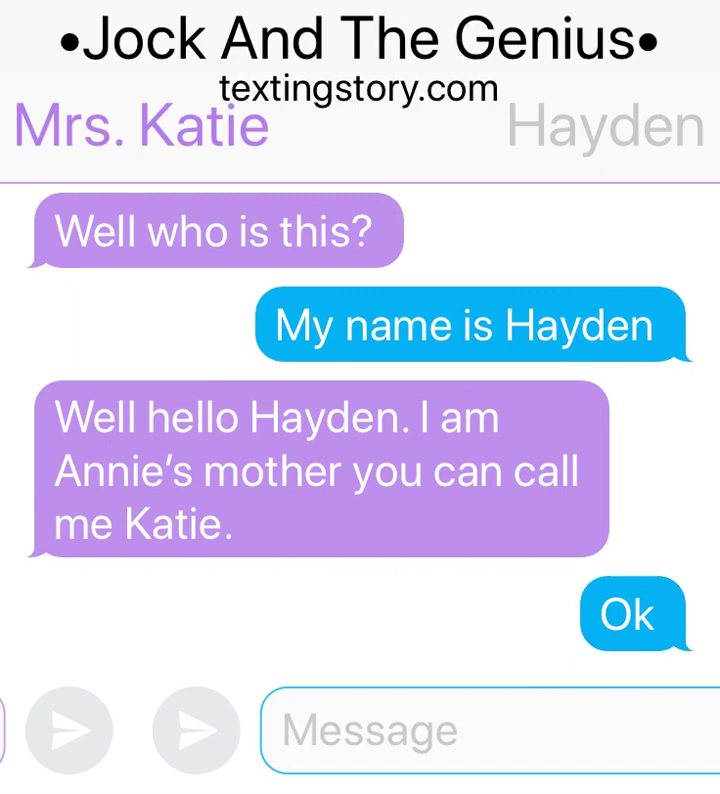 •Jock And The Genius•
textingstory.com
Mrs. Katie
Hayden
Well who is this?
My name is Hayden
Well hello Hayden. I am
Annie's mother you can call
me Katie.
Ok
Message